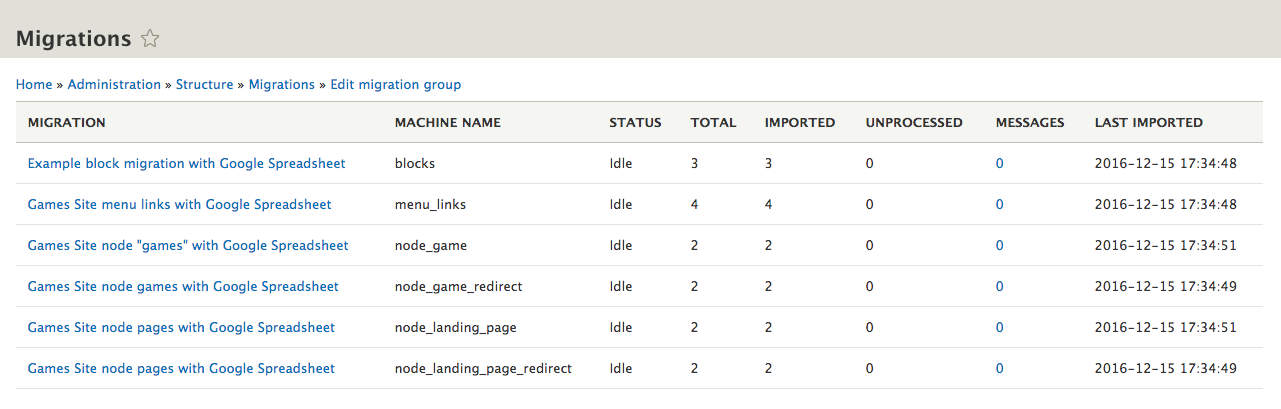 Migrations
Home » Administration » Structure » Migrations » Edit migration group
MIGRATION MACHINE NAME STATUS TOTAL IMPORTED UNPROCESSED MESSAGES LAST IMPORTED
Example block migration with Google Spreadsheet blocks Idle 3 3 0 0 2016-12-15 17:34:48
Games Site menu links with Google Spreadsheet menu_links Idle 4 4 0 0 2016-12-15 17:34:48
Games Site node "games" with Google Spreadsheet node_game Idle 2 2 0 0 2016-12-15 17:34:51
Games Site node games with Google Spreadsheet node_game_redirect Idle 2 2 0 0 2016-12-15 17:34:49
Games Site node pages with Google Spreadsheet node_landing_page Idle 2 2 0 0 2016-12-15 17:34:51
Games Site node pages with Google Spreadsheet node_landing_page_redirect Idle 2 2 0 0 2016-12-15 17:34:49